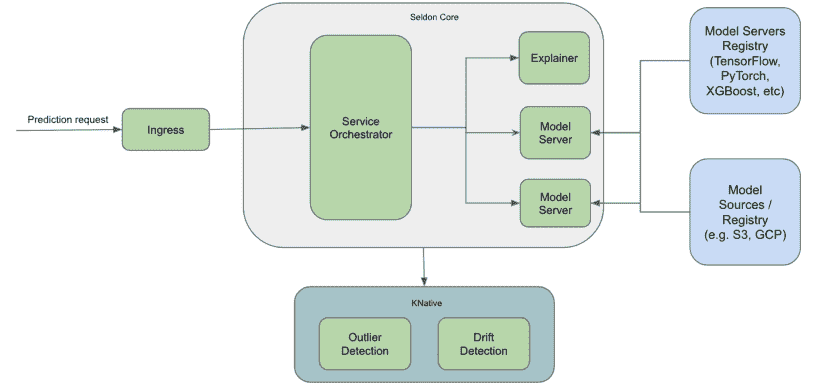 Seldon Core
Prediction request
Ingress
Service
Orchestrator
Explainer
Model
Server
Model
Server
Model Servers
Registry
(TensorFlow,
PyTorch,
XGBoost, etc)
Model
Sources /
Registry
(e.g. S3, GCP)
KNative
Outlier
Detection
Drift
Detection